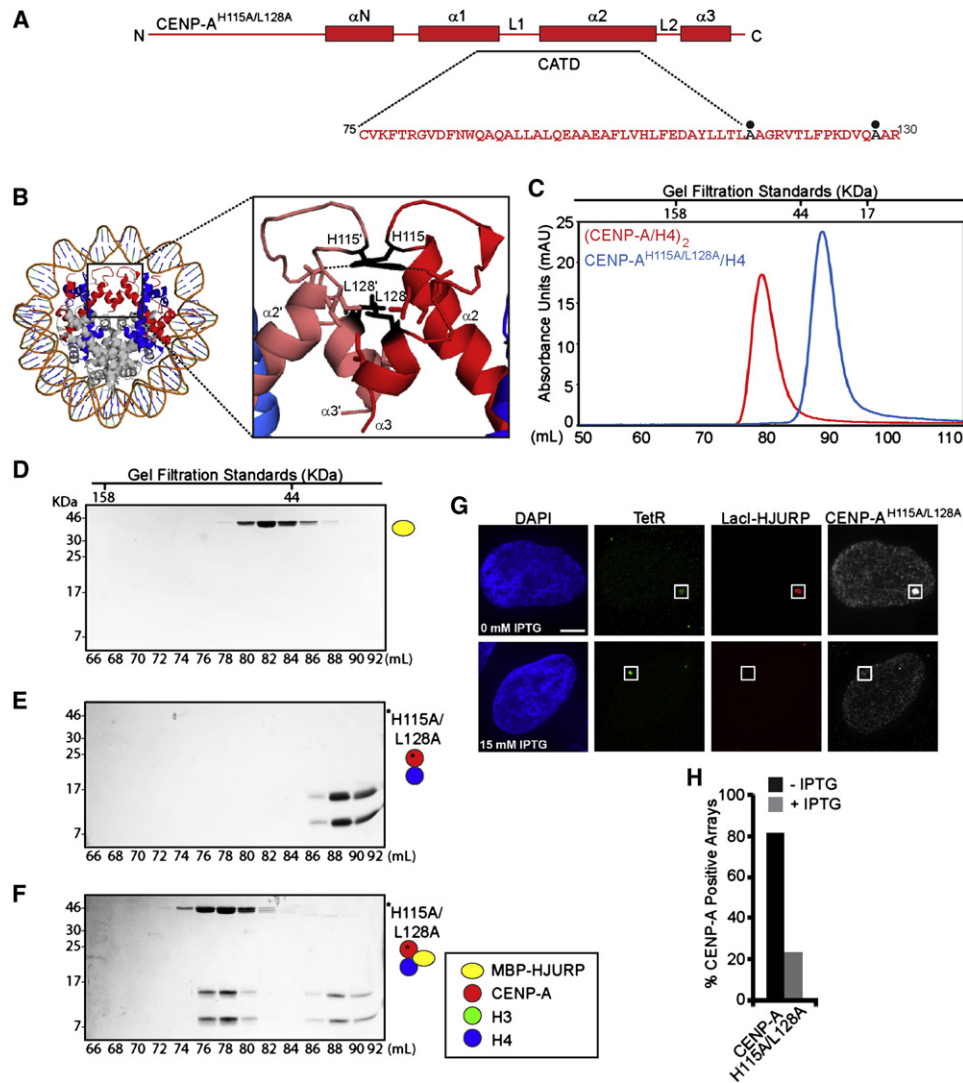 A
CENP-A^H115A/L128A
N αN α1 L1 α2 L2 α3 C
CATD
75 CVKFTRGVDFNWQAQALLALQEAAEAFLVHLFEDAYLLTLAAGRVTLFPKDVQAAR 130
B
H115' H115
L128' L128
α2' α2
α3' α3
C
Gel Filtration Standards (KDa)
158 44 17
Absorbance Units (mAU)
25
20
15
10
5
0
(CENP-A/H4)2
CENP-A^H115A/L128A/H4
(mL) 50 60 70 80 90 100 110
D
Gel Filtration Standards (KDa)
158 44
KDa
46
30
25
17
7
66 68 70 72 74 76 78 80 82 84 86 88 90 92 (mL)
E
46
30
25
17
7
*H115A/
L128A
*
66 68 70 72 74 76 78 80 82 84 86 88 90 92 (mL)
F
46
30
25
17
7
*H115A/
L128A
*
66 68 70 72 74 76 78 80 82 84 86 88 90 92 (mL)
MBP-HJURP
CENP-A
H3
H4
G
DAPI TetR LacI-HJURP CENP-A^H115A/L128A
0 mM IPTG
15 mM IPTG
H
- IPTG
+ IPTG
% CENP-A Positive Arrays
100
80
60
40
20
0
CENP-A
H115A/L128A